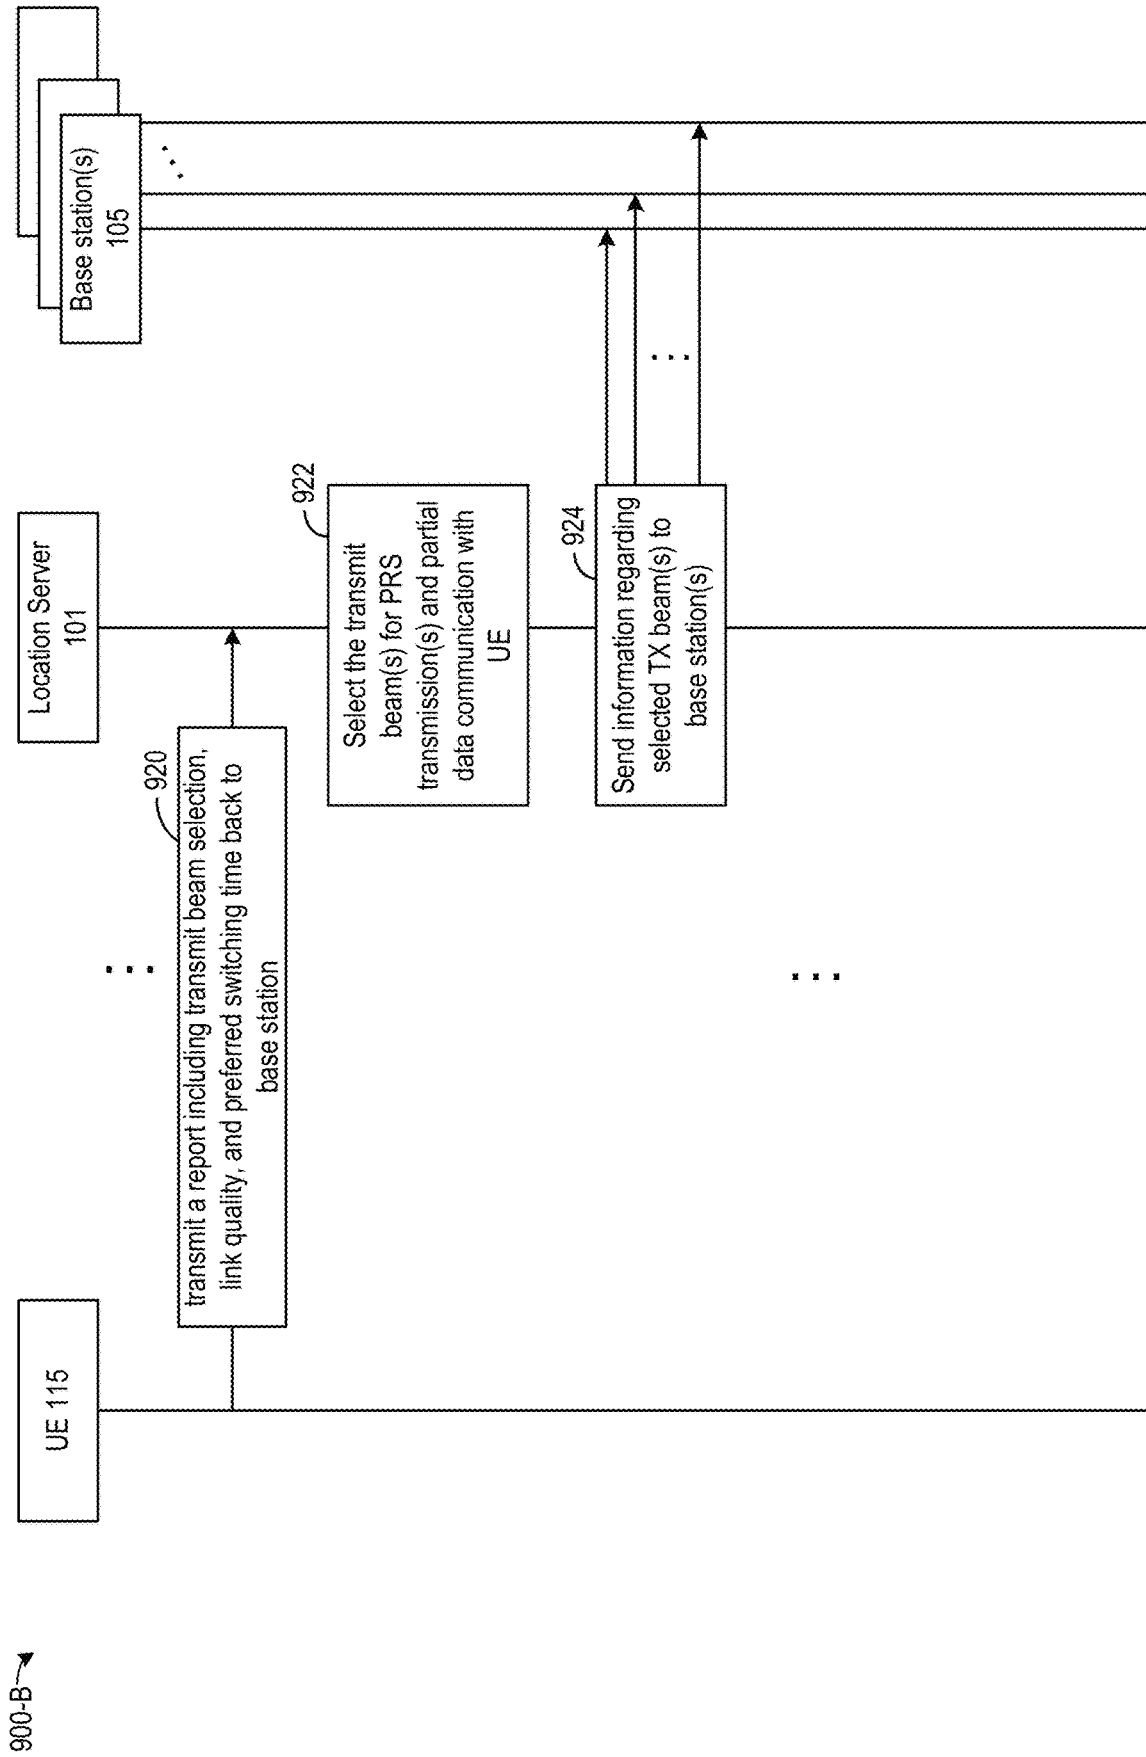 900-B
UE 115
Location Server
101
Base station(s)
105
920
transmit a report including transmit beam selection,
link quality, and preferred switching time back to
base station
922
Select the transmit
beam(s) for PRS
transmission(s) and partial
data communication with
UE
924
Send information regarding
selected TX beam(s) to
base station(s)